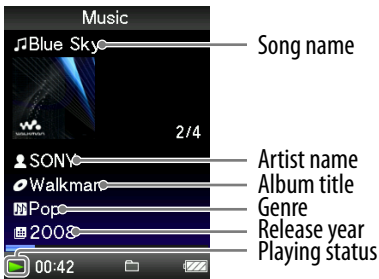 Music
Blue Sky
Song name
WALKMAN
2/4
SONY
Artist name
Walkman
Album title
Pop
Genre
2008
Release year
Playing status
00:42